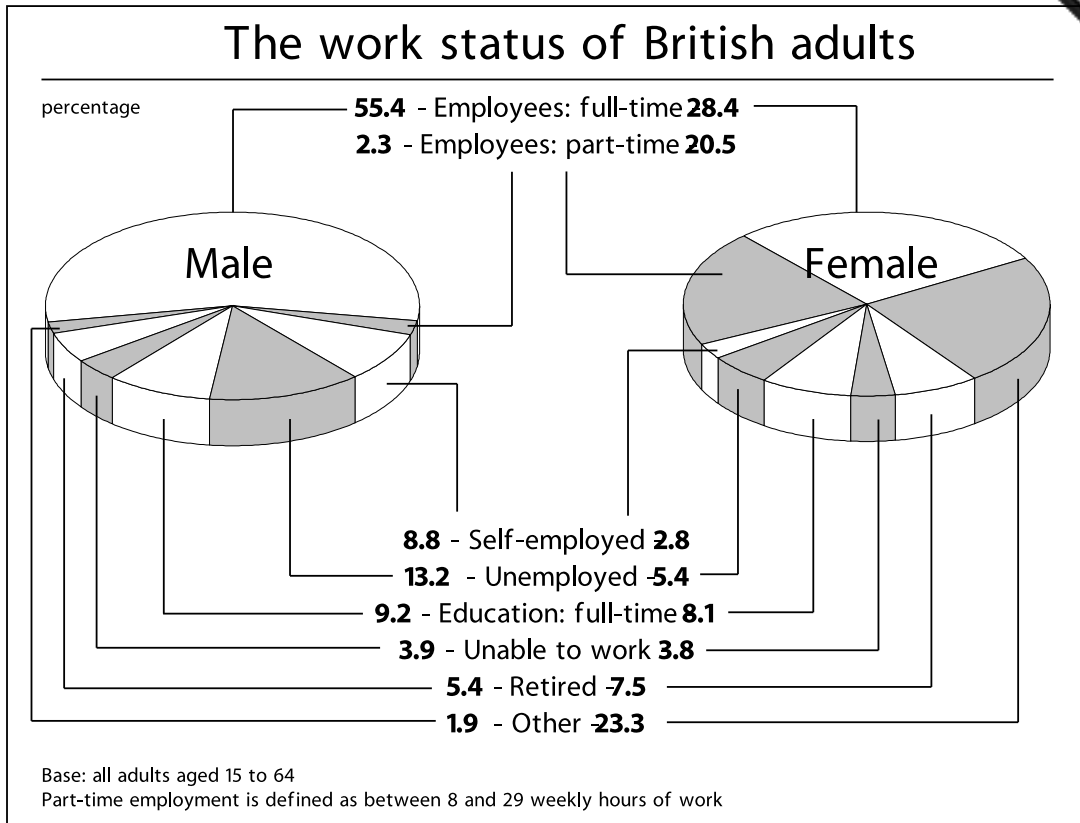 The work status of British adults
percentage
55.4 - Employees: full-time - 28.4
2.3 - Employees: part-time - 20.5
Male
Female
8.8 - Self-employed - 2.8
13.2 - Unemployed - 5.4
9.2 - Education: full-time 8.1
3.9 - Unable to work 3.8
5.4 - Retired - 7.5
1.9 - Other - 23.3
Base: all adults aged 15 to 64
Part-time employment is defined as between 8 and 29 weekly hours of work